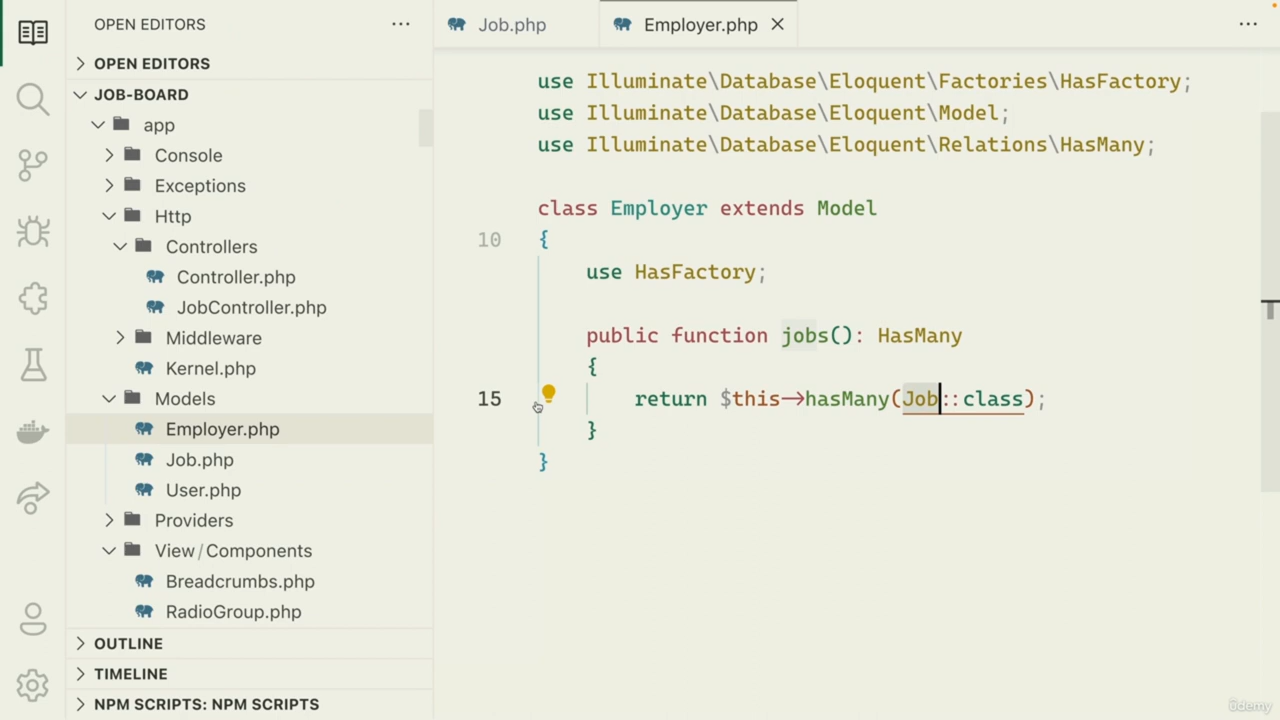 OPEN EDITORS
...
Job.php
Employer.php
...
OPEN EDITORS
JOB-BOARD
app
Console
Exceptions
Http
Controllers
Controller.php
JobController.php
Middleware
Kernel.php
Models
Employer.php
Job.php
User.php
Providers
View/Components
Breadcrumbs.php
RadioGroup.php
OUTLINE
TIMELINE
NPM SCRIPTS: NPM SCRIPTS
use Illuminate\Database\Eloquent\Factories\HasFactory;
use Illuminate\Database\Eloquent\Model;
use Illuminate\Database\Eloquent\Relations\HasMany;
class Employer extends Model
10 {
use HasFactory;
public function jobs(): HasMany
{
15 return $this->hasMany(Job::class);
}
}
ûdemy